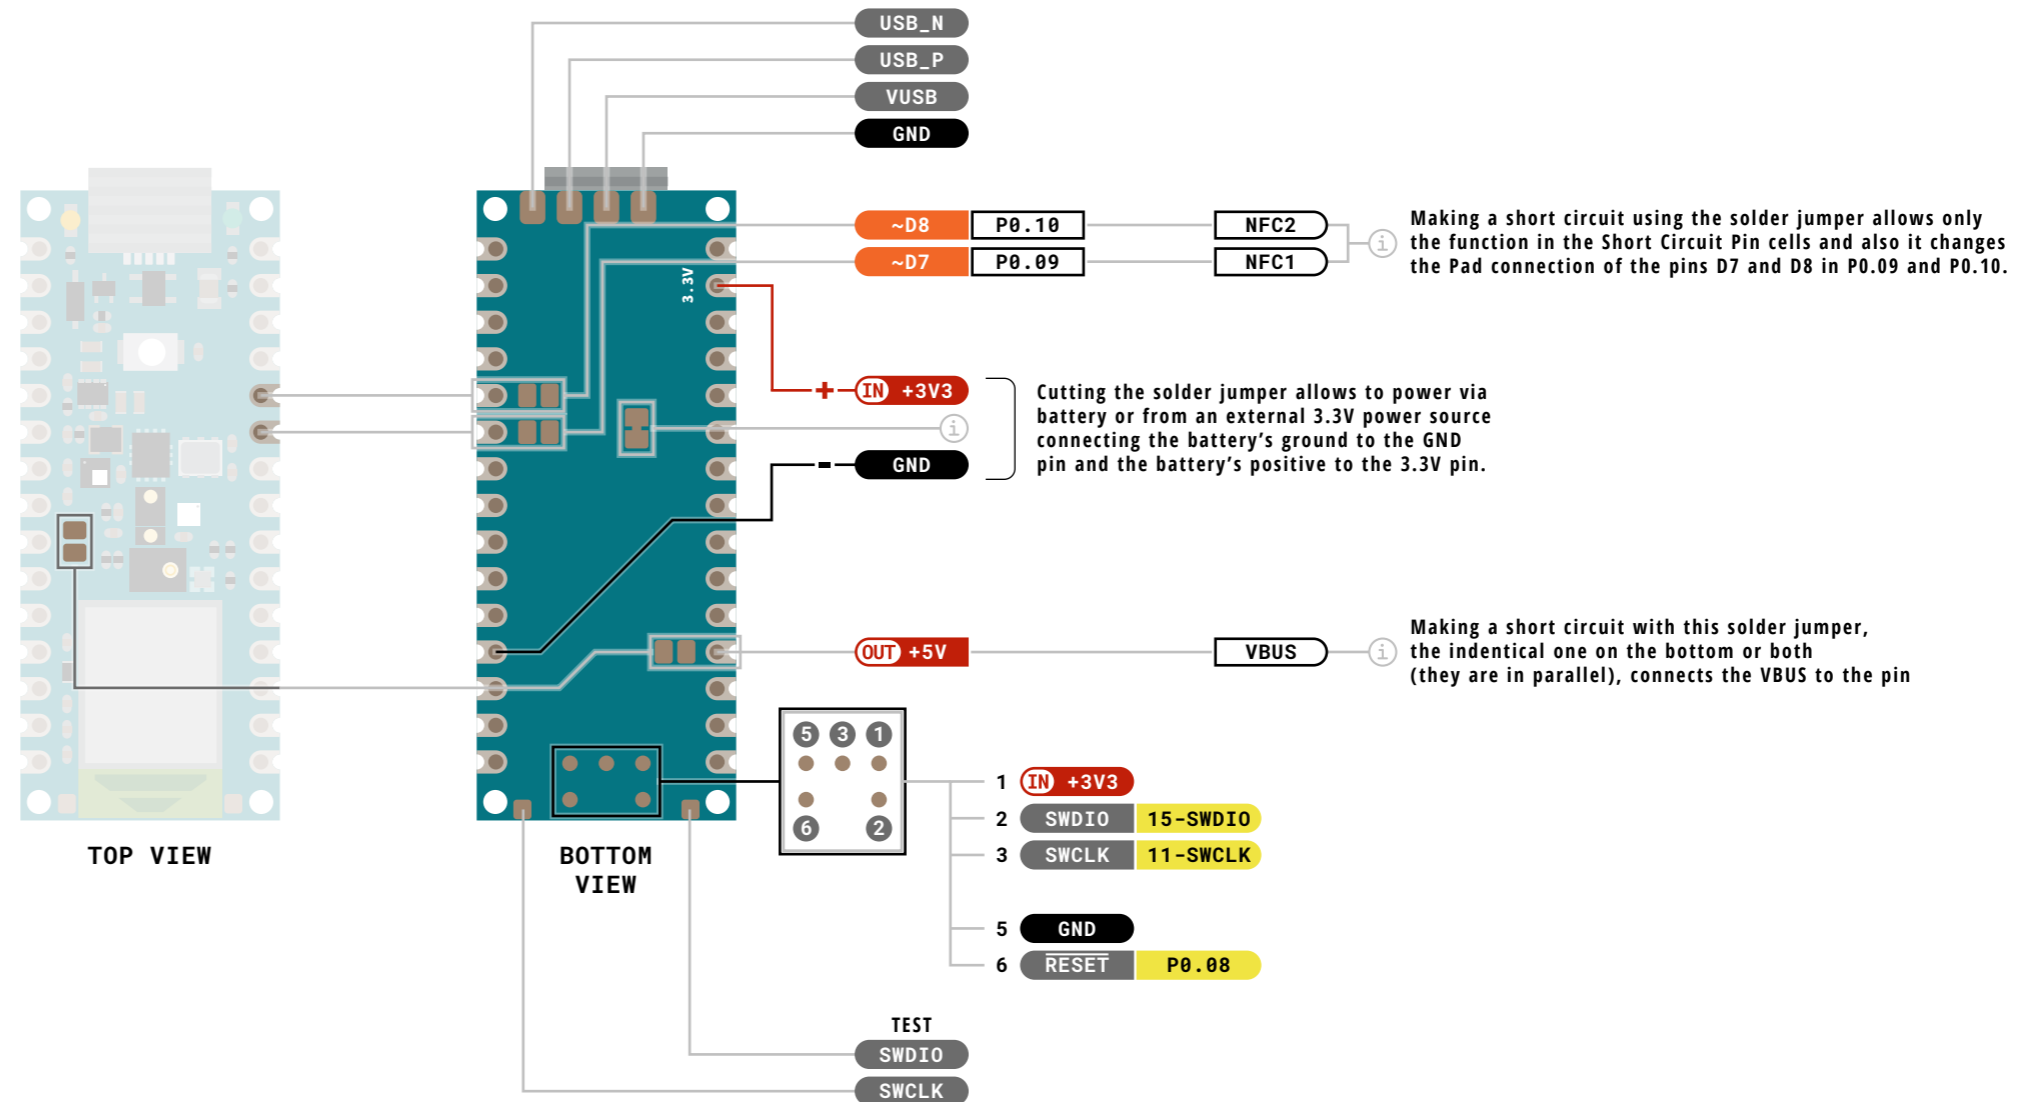 USB_N
USB_P
VUSB
GND
~D8 P0.10 NFC2
~D7 P0.09 NFC1
i
Making a short circuit using the solder jumper allows only
the function in the Short Circuit Pin cells and also it changes
the Pad connection of the pins D7 and D8 in P0.09 and P0.10.
3.3V
+ IN +3V3
i
- GND
Cutting the solder jumper allows to power via
battery or from an external 3.3V power source
connecting the battery’s ground to the GND
pin and the battery’s positive to the 3.3V pin.
OUT +5V VBUS i
Making a short circuit with this solder jumper,
the indentical one on the bottom or both
(they are in parallel), connects the VBUS to the pin
5 3 1
6 2
1 IN +3V3
2 SWDIO 15-SWDIO
3 SWCLK 11-SWCLK
5 GND
6 RESET P0.08
TOP VIEW
BOTTOM
VIEW
TEST
SWDIO
SWCLK